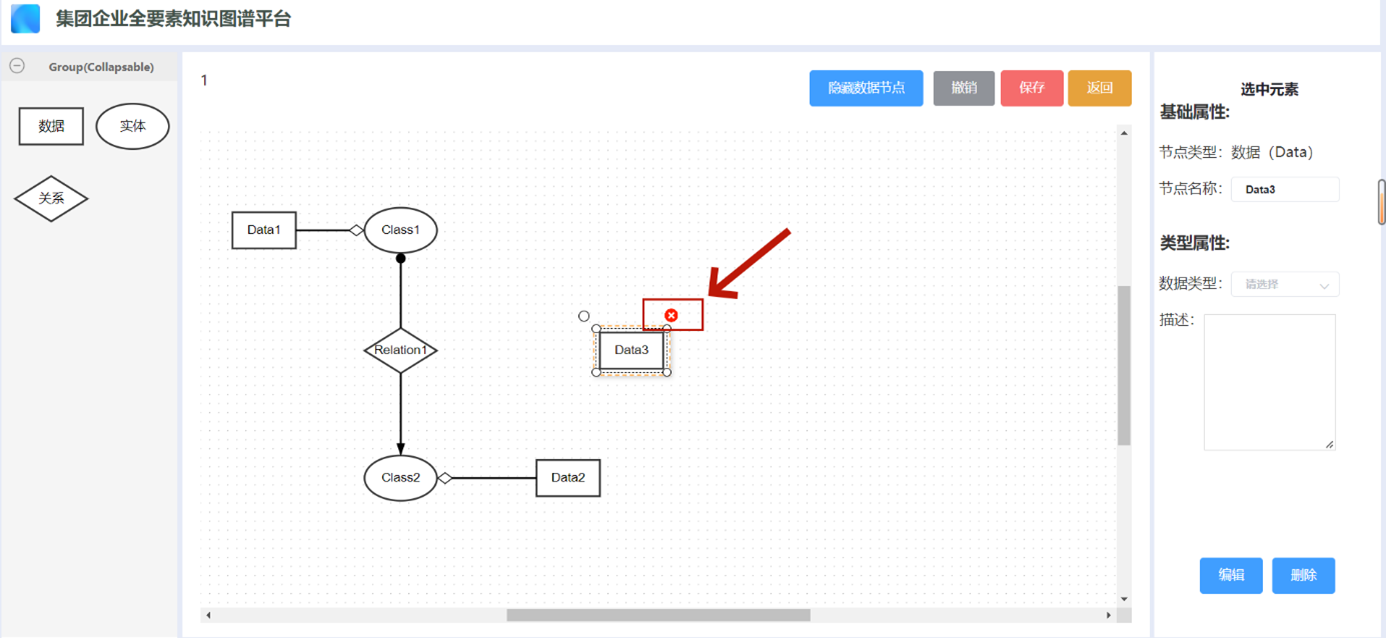 集团企业全要素知识图谱平台
Group(Collapsable)
数据
实体
关系
1
隐藏数据节点
撤销
保存
返回
Data1
Class1
Relation1
Data3
Class2
Data2
选中元素
基础属性:
节点类型: 数据（Data）
节点名称: Data3
类型属性:
数据类型: 请选择
描述:
编辑
删除